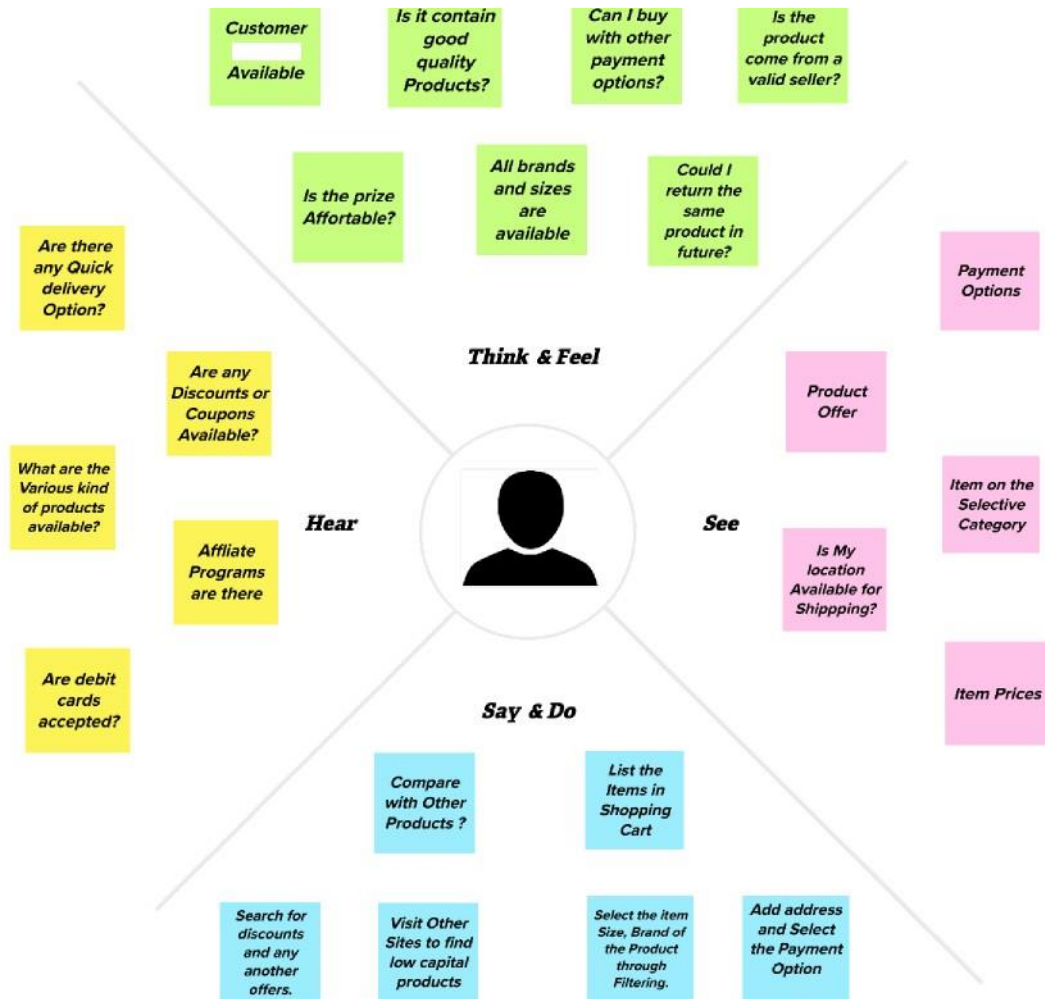 Customer
Available
Is it contain
good
quality
Products?
Can I buy
with other
payment
options?
Is the
product
come from a
valid seller?
Is the prize
Affortable?
All brands
and sizes
are
available
Could I
return the
same
product in
future?
Think & Feel
Are there
any Quick
delivery
Option?
Are any
Discounts or
Coupons
Available?
What are the
Various kind
of products
available?
Affliate
Programs
are there
Are debit
cards
accepted?
Hear
See
Payment
Options
Product
Offer
Item on the
Selective
Category
Is My
location
Available for
Shippping?
Item Prices
Say & Do
Compare
with Other
Products ?
List the
Items in
Shopping
Cart
Search for
discounts
and any
another
offers.
Visit Other
Sites to find
low capital
products
Select the item
Size, Brand of
the Product
through
Filtering.
Add address
and Select
the Payment
Option